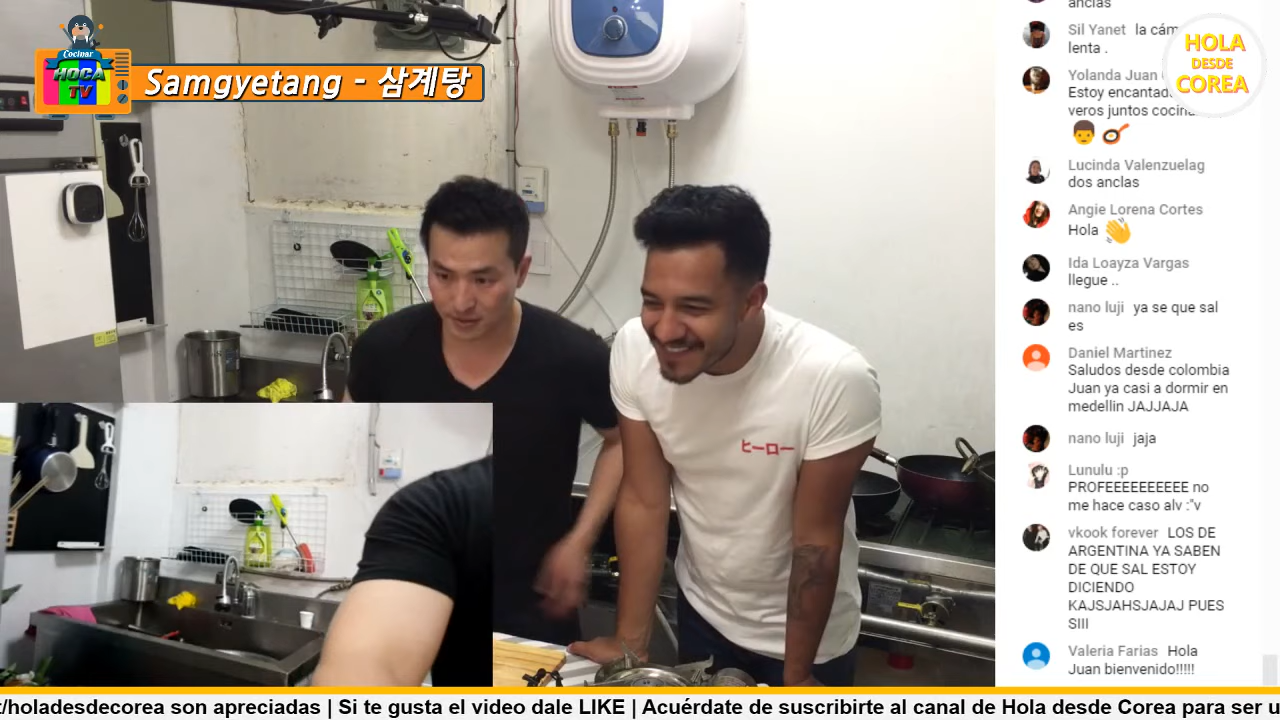 Cocinar
HOCA
TV
Samgyetang - 삼계탕
HOLA
DESDE
COREA
ヒーロー
anclas
Sil Yanet la
lenta .
Yolanda Juan
Estoy
veros juntos
Lucinda Valenzuelag
dos anclas
Angie Lorena Cortes
Hola
Ida Loayza Vargas
llegue ..
nano luji ya se que sal
es
Daniel Martinez
Saludos desde colombia
Juan ya casi a dormir en
medellin JAJJAJA
nano luji jaja
Lunulu :p
PROFEEEEEEEEEE no
me hace caso alv :"v
vkook forever LOS DE
ARGENTINA YA SABEN
DE QUE SAL ESTOY
DICIENDO
KAJSJAHSJAJAJ PUES
SIII
Valeria Farias Hola
Juan bienvenido!!!!!
t/holadesdecorea son apreciadas | Si te gusta el video dale LIKE | Acuérdate de suscribirte al canal de Hola desde Corea para ser u